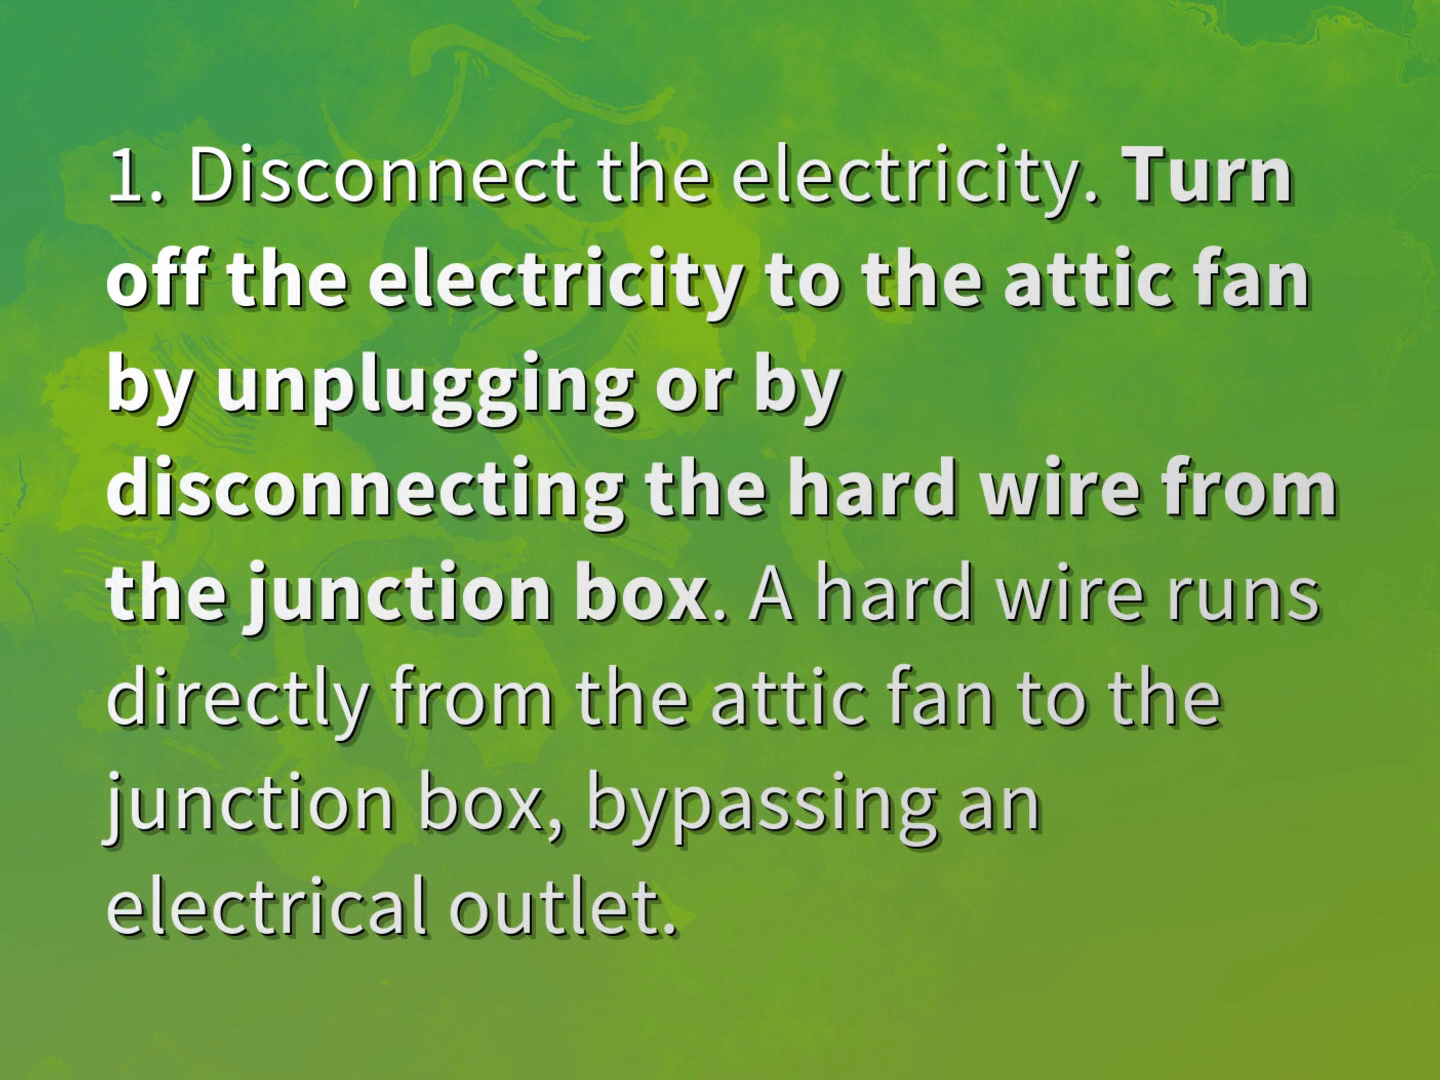 1. Disconnect the electricity. Turn
off the electricity to the attic fan
by unplugging or by
disconnecting the hard wire from
the junction box. A hard wire runs
directly from the attic fan to the
junction box, bypassing an
electrical outlet.